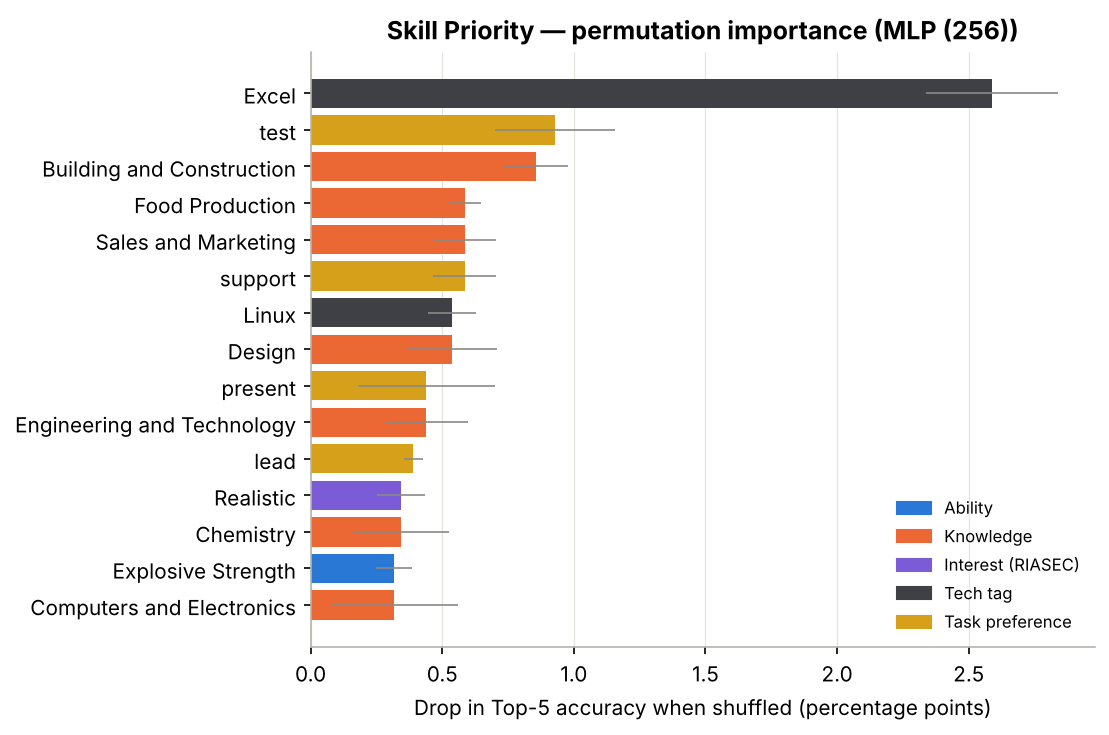 Skill Priority — permutation importance (MLP (256))
Excel
test
Building and Construction
Food Production
Sales and Marketing
support
Linux
Design
present
Engineering and Technology
lead
Realistic
Chemistry
Explosive Strength
Computers and Electronics
Ability
Knowledge
Interest (RIASEC)
Tech tag
Task preference
0.0 0.5 1.0 1.5 2.0 2.5
Drop in Top-5 accuracy when shuffled (percentage points)